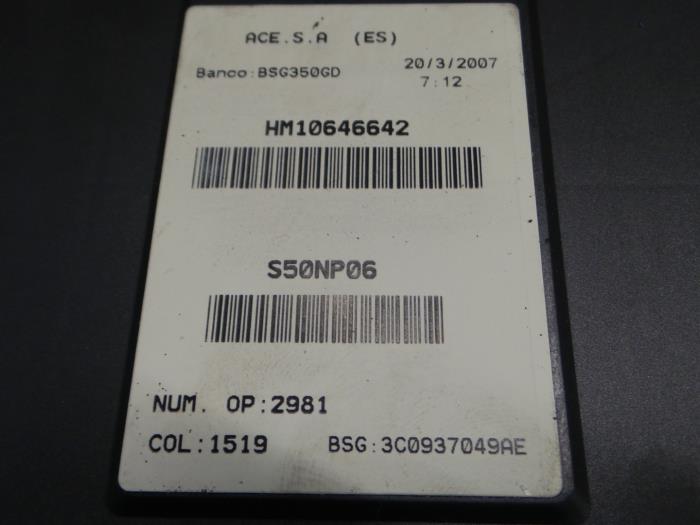 ACE.S.A (ES)
Banco:BSG350GD 20/3/2007
7:12
HM10646642
S50NP06
NUM. OP:2981
COL:1519 BSG:3C0937049AE